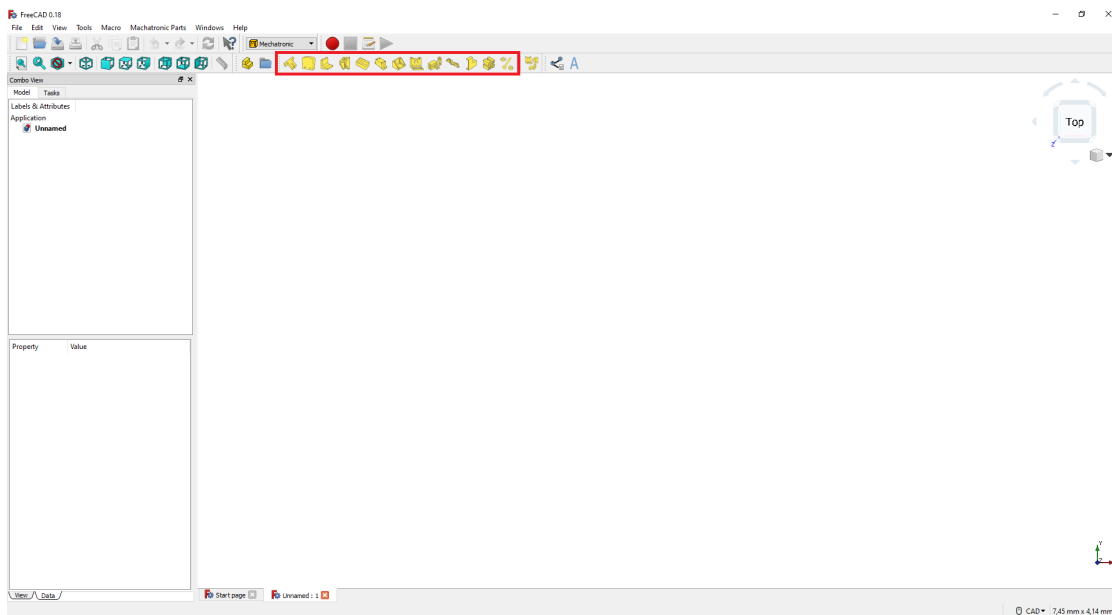 FreeCAD 0.18
File Edit View Tools Macro Machatronic Parts Windows Help
Mechatronic
A
Combo View
Model Tasks
Labels & Attributes
Application
Unnamed
Top
Z
Property Value
Y
Z
View Data
Start page Unnamed : 1
CAD 7,45 mm x 4,14 mm